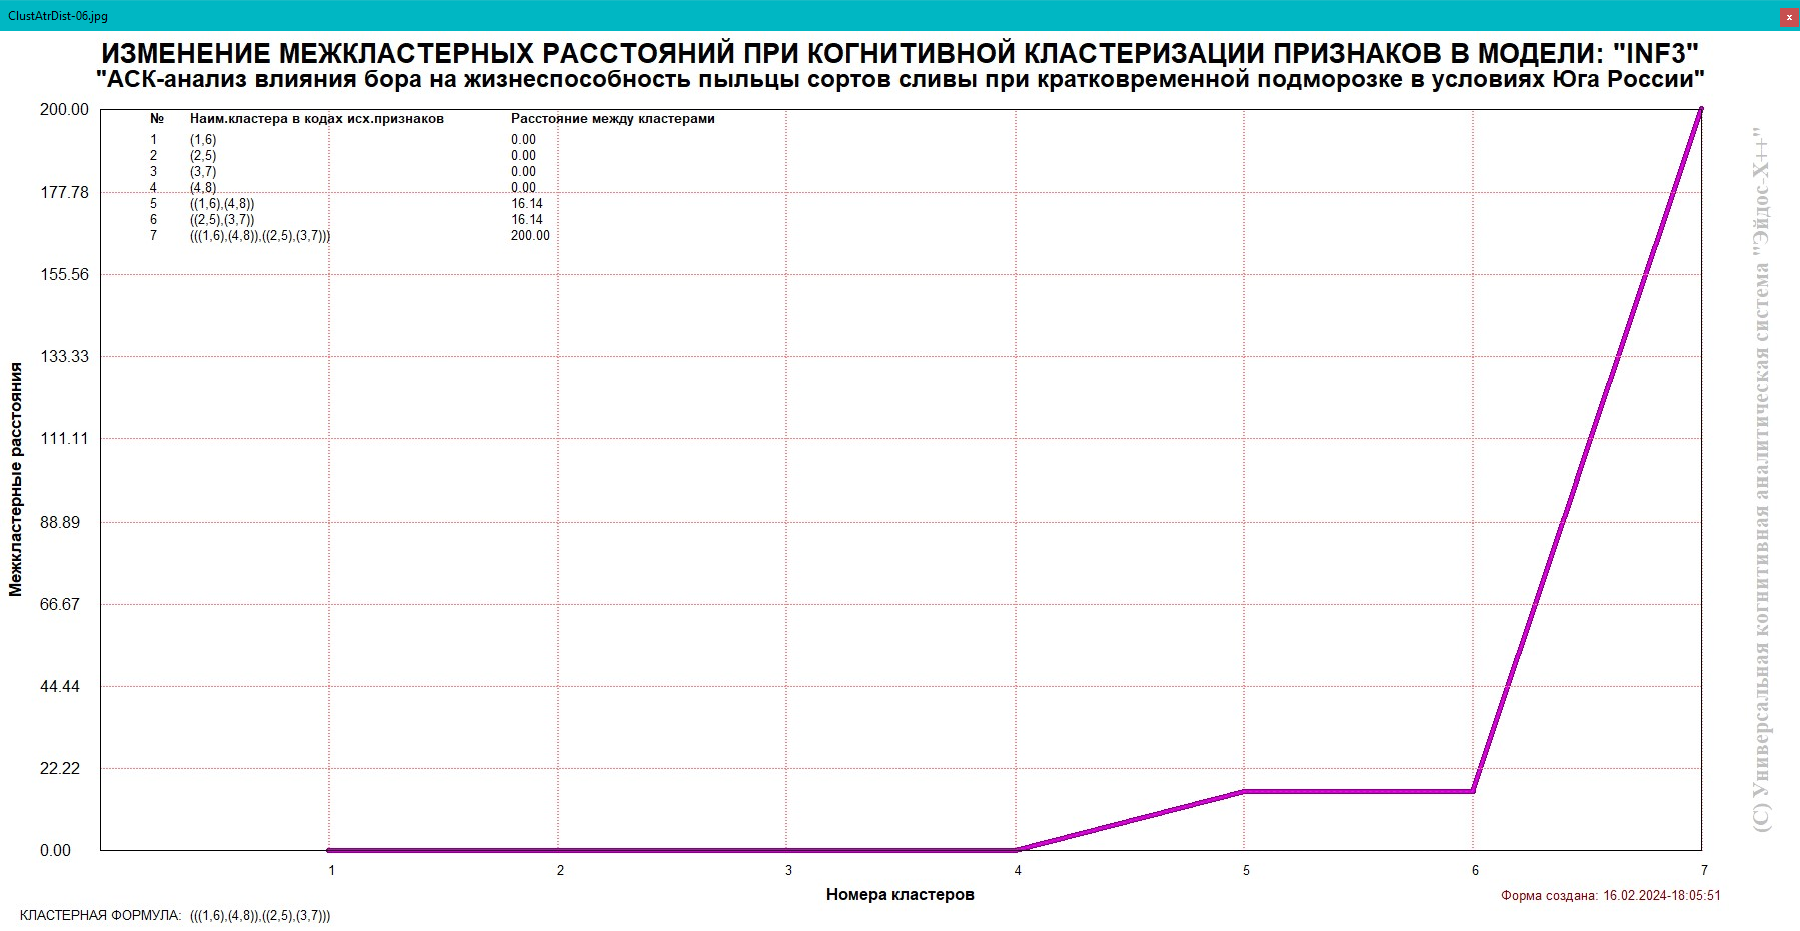 ClustAtrDist-06.jpg
x
ИЗМЕНЕНИЕ МЕЖКЛАСТЕРНЫХ РАССТОЯНИЙ ПРИ КОГНИТИВНОЙ КЛАСТЕРИЗАЦИИ ПРИЗНАКОВ В МОДЕЛИ: "INF3"
"АСК-анализ влияния бора на жизнеспособность пыльцы сортов сливы при кратковременной подморозке в условиях Юга России"
№ Наим.кластера в кодах исх.признаков Расстояние между кластерами
1 (1,6) 0.00
2 (2,5) 0.00
3 (3,7) 0.00
4 (4,8) 0.00
5 ((1,6),(4,8)) 16.14
6 ((2,5),(3,7)) 16.14
7 (((1,6),(4,8)),((2,5),(3,7))) 200.00
200.00
177.78
155.56
133.33
111.11
88.89
66.67
44.44
22.22
0.00
Межкластерные расстояния
1 2 3 4 5 6 7
Номера кластеров
Форма создана: 16.02.2024-18:05:51
КЛАСТЕРНАЯ ФОРМУЛА: (((1,6),(4,8)),((2,5),(3,7)))
(С) Универсальная когнитивная аналитическая система "Эйдос-Х++"